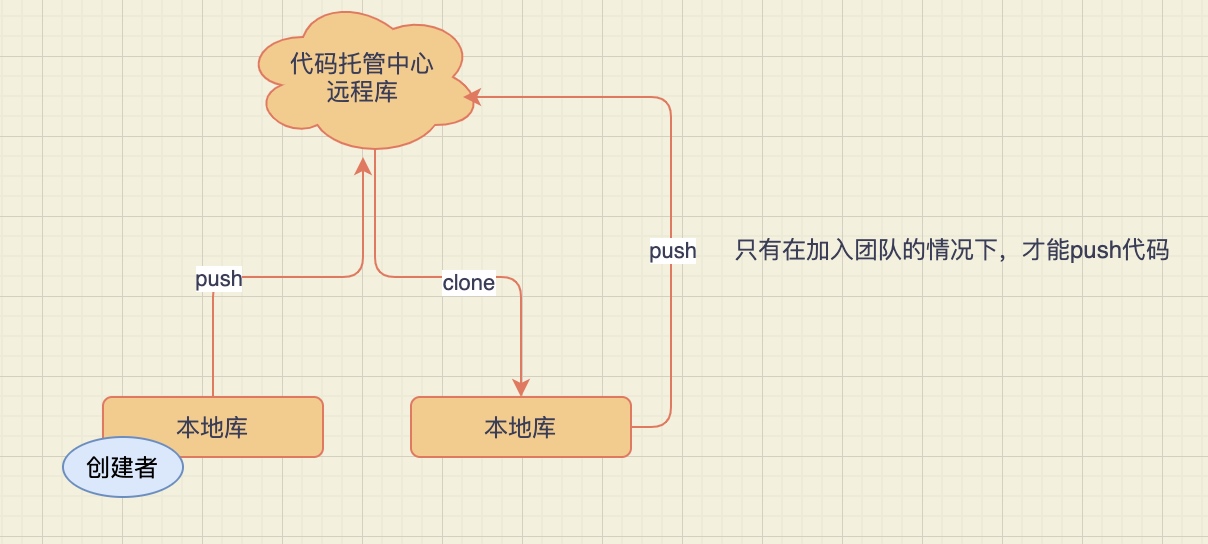 代码托管中心
远程库
push
clone
push
只有在加入团队的情况下，才能push代码
本地库
本地库
创建者